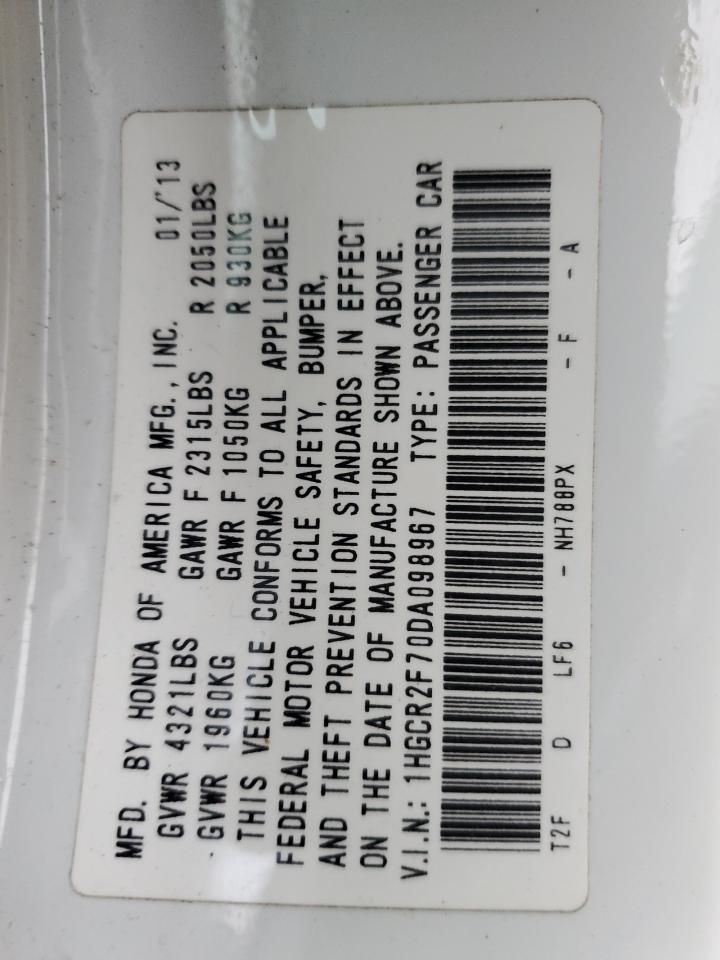 MFD. BY HONDA OF AMERICA MFG., INC. 01/'13
GVWR 4321LBS GAWR F 2315LBS R 2050LBS
GVWR 1960KG GAWR F 1050KG R 930KG
THIS VEHICLE CONFORMS TO ALL APPLICABLE
FEDERAL MOTOR VEHICLE SAFETY, BUMPER,
AND THEFT PREVENTION STANDARDS IN EFFECT
ON THE DATE OF MANUFACTURE SHOWN ABOVE.
V.I.N.: 1HGCR2F70DA098967 TYPE: PASSENGER CAR
T2F D LF6 - NH788PX - F - A